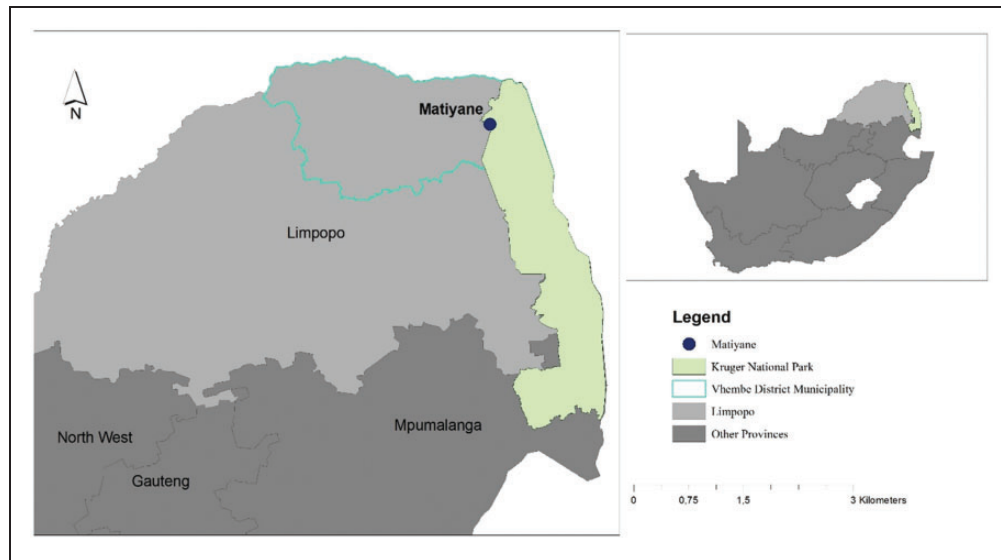 N
Matiyane
Limpopo
North West
Gauteng
Mpumalanga
Legend
Matiyane
Kruger National Park
Vhembe District Municipality
Limpopo
Other Provinces
0 0,75 1,5 3 Kilometers